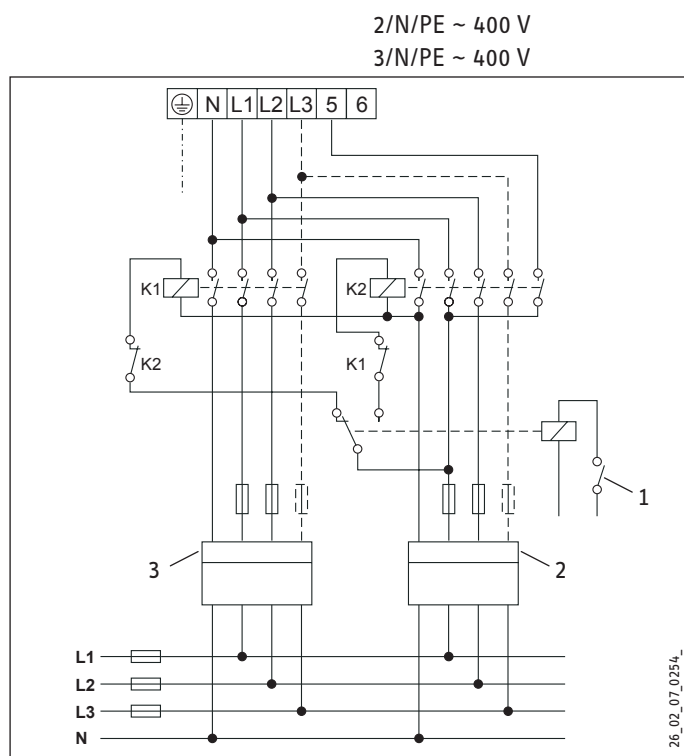 2/N/PE ~ 400 V
3/N/PE ~ 400 V
N L1 L2 L3 5 6
K1 K2
K2 K1
1
3 2
L1
L2
L3
N
26_02_07_0254_